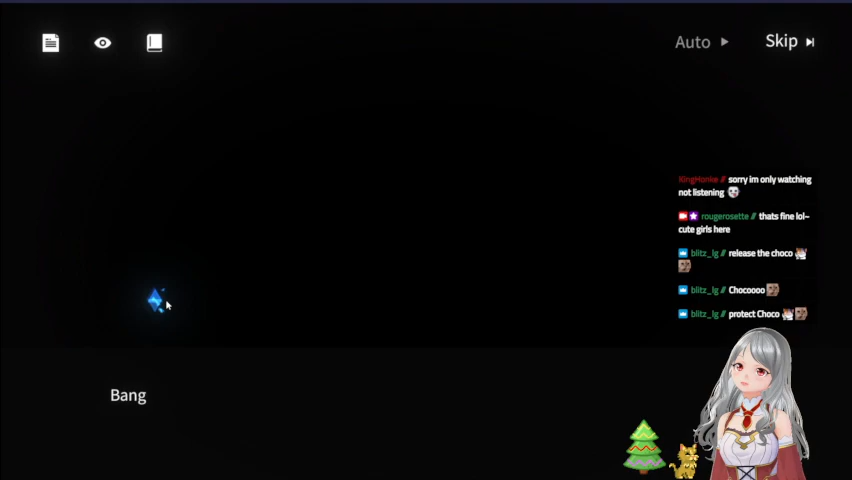 Auto
Skip
KingHonke // sorry im only watching
not listening
rougerosette // thats fine lol~
cute girls here
blitz_lg // release the choco
blitz_lg // Chocoooo
blitz_lg // protect Choco
Bang